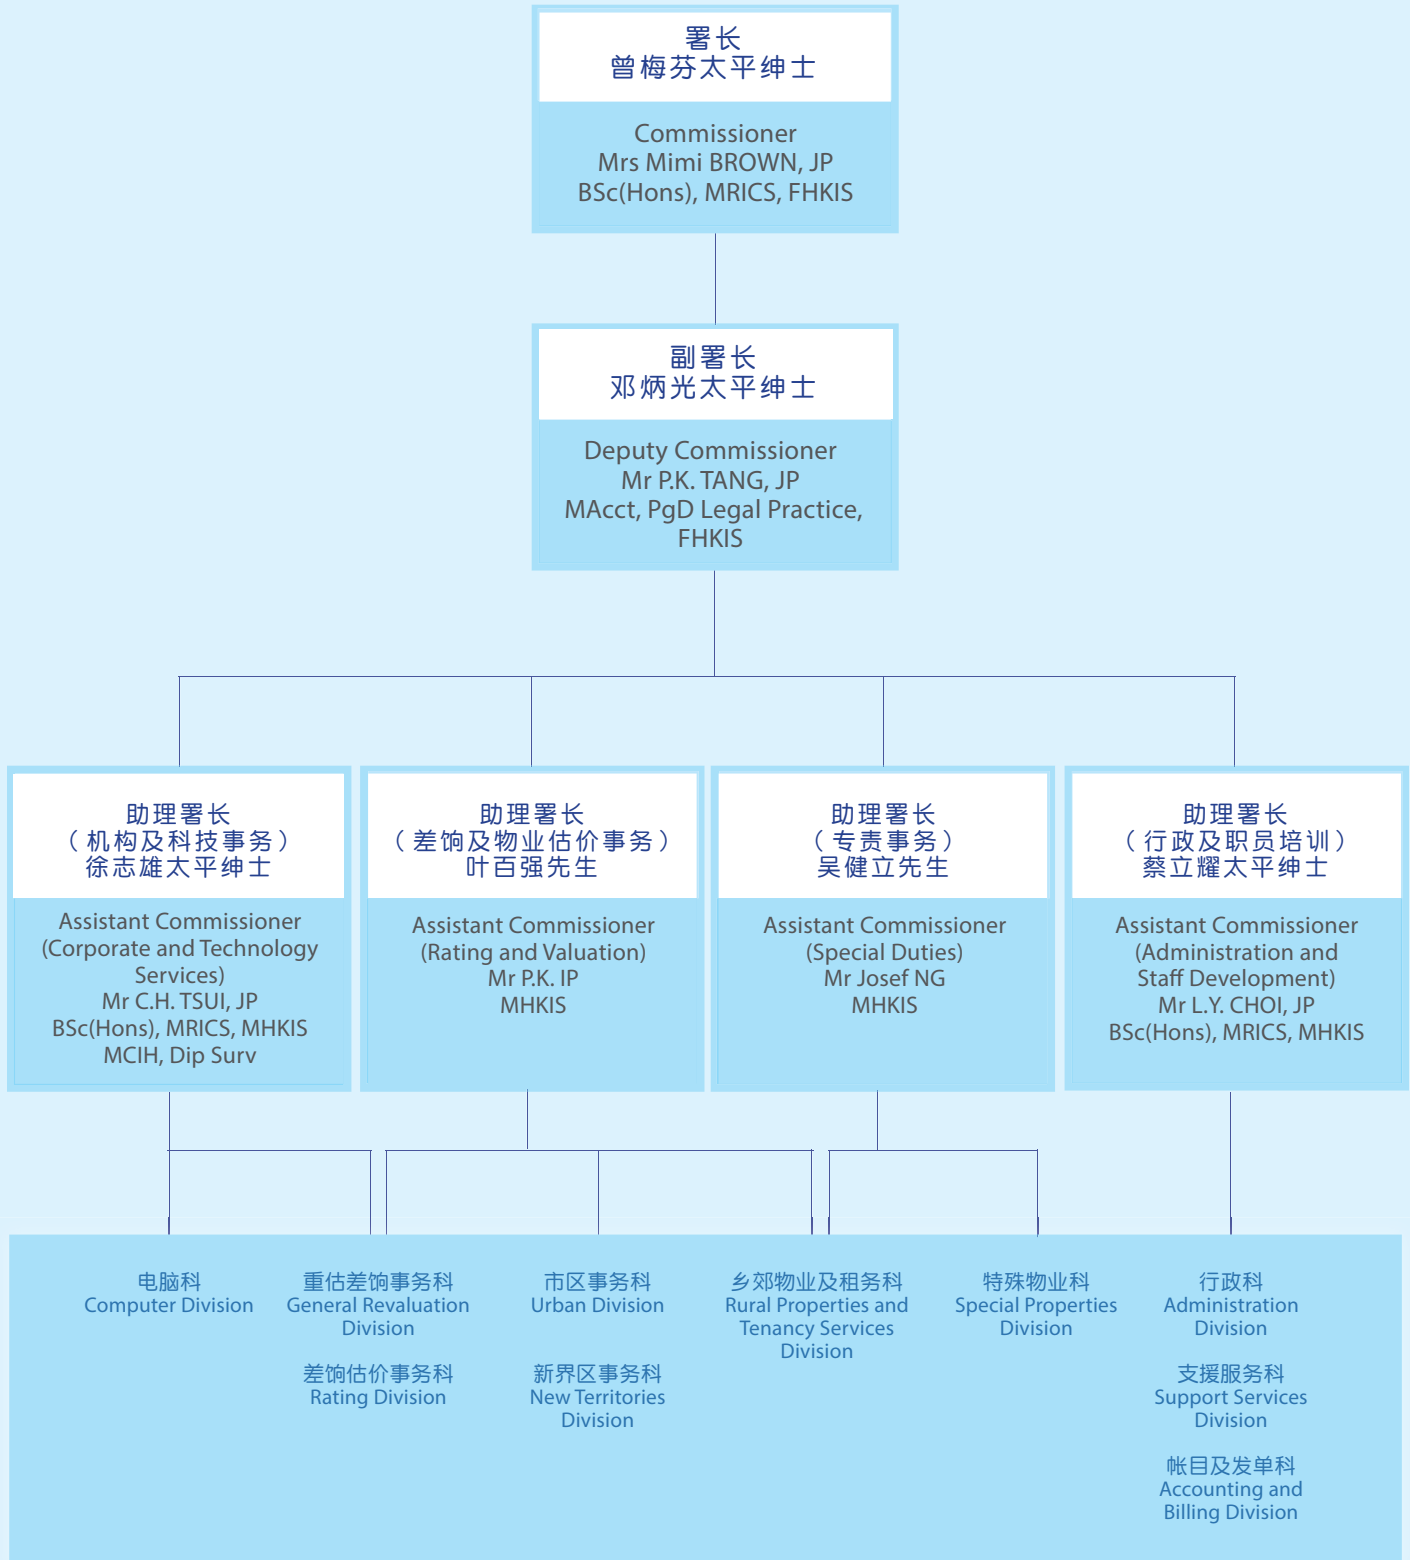 署长
曾梅芬太平绅士
Commissioner
Mrs Mimi BROWN, JP
BSc(Hons), MRICS, FHKIS
副署长
邓炳光太平绅士
Deputy Commissioner
Mr P.K. TANG, JP
MAcct, PgD Legal Practice,
FHKIS
助理署长
（机构及科技事务）
徐志雄太平绅士
Assistant Commissioner
(Corporate and Technology
Services)
Mr C.H. TSUI, JP
BSc(Hons), MRICS, MHKIS
MCIH, Dip Surv
助理署长
（差饷及物业估价事务）
叶百强先生
Assistant Commissioner
(Rating and Valuation)
Mr P.K. IP
MHKIS
助理署长
（专责事务）
吴健立先生
Assistant Commissioner
(Special Duties)
Mr Josef NG
MHKIS
助理署长
（行政及职员培训）
蔡立耀太平绅士
Assistant Commissioner
(Administration and
Staff Development)
Mr L.Y. CHOI, JP
BSc(Hons), MRICS, MHKIS
电脑科
Computer Division
重估差饷事务科
General Revaluation
Division
差饷估价事务科
Rating Division
市区事务科
Urban Division
新界区事务科
New Territories
Division
乡郊物业及租务科
Rural Properties and
Tenancy Services
Division
特殊物业科
Special Properties
Division
行政科
Administration
Division
支援服务科
Support Services
Division
帐目及发单科
Accounting and
Billing Division